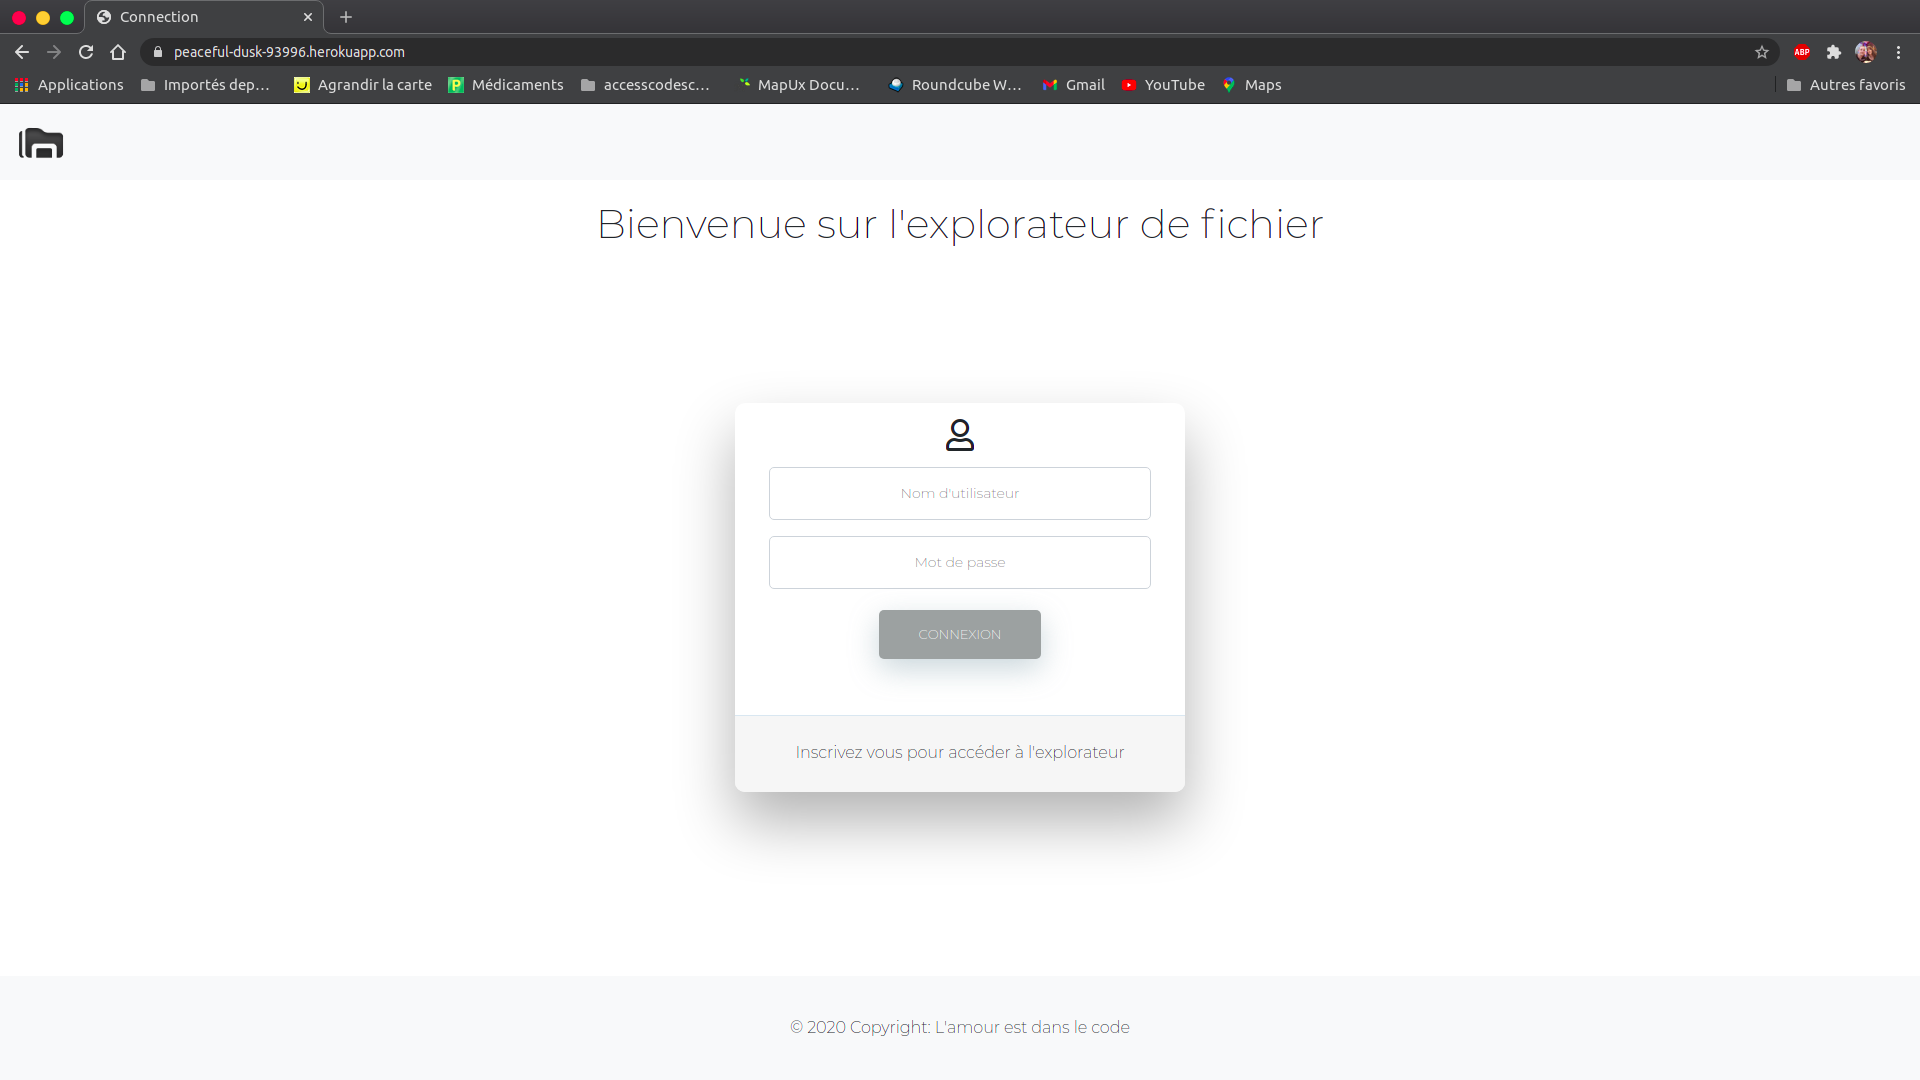 Connection
peaceful-dusk-93996.herokuapp.com
ABP
Applications Importés dep... Agrandir la carte Médicaments accesscodesc... MapUx Docu... Roundcube W... Gmail YouTube Maps Autres favoris
Bienvenue sur l'explorateur de fichier
Nom d'utilisateur
Mot de passe
CONNEXION
Inscrivez vous pour accéder à l'explorateur
© 2020 Copyright: L'amour est dans le code